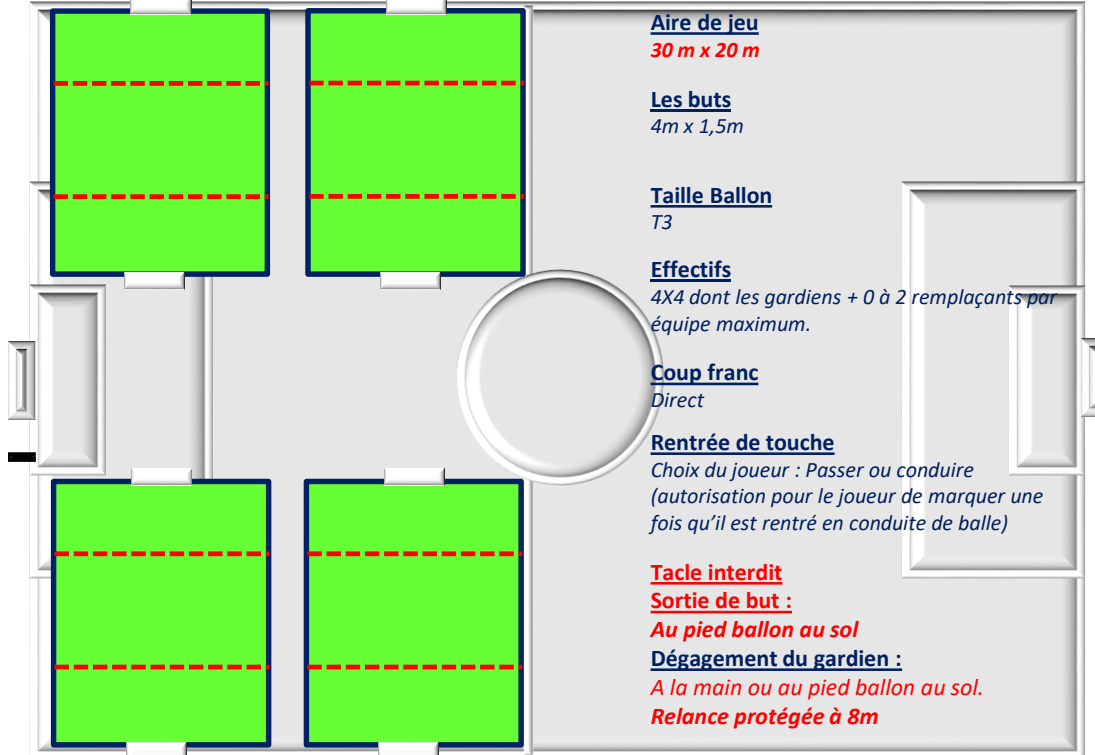 Aire de jeu
30 m x 20 m
Les buts
4m x 1,5m
Taille Ballon
T3
Effectifs
4X4 dont les gardiens + 0 à 2 remplaçants par
équipe maximum.
Coup franc
Direct
Rentrée de touche
Choix du joueur : Passer ou conduire
(autorisation pour le joueur de marquer une
fois qu’il est rentré en conduite de balle)
Tacle interdit
Sortie de but :
Au pied ballon au sol
Dégagement du gardien :
A la main ou au pied ballon au sol.
Relance protégée à 8m